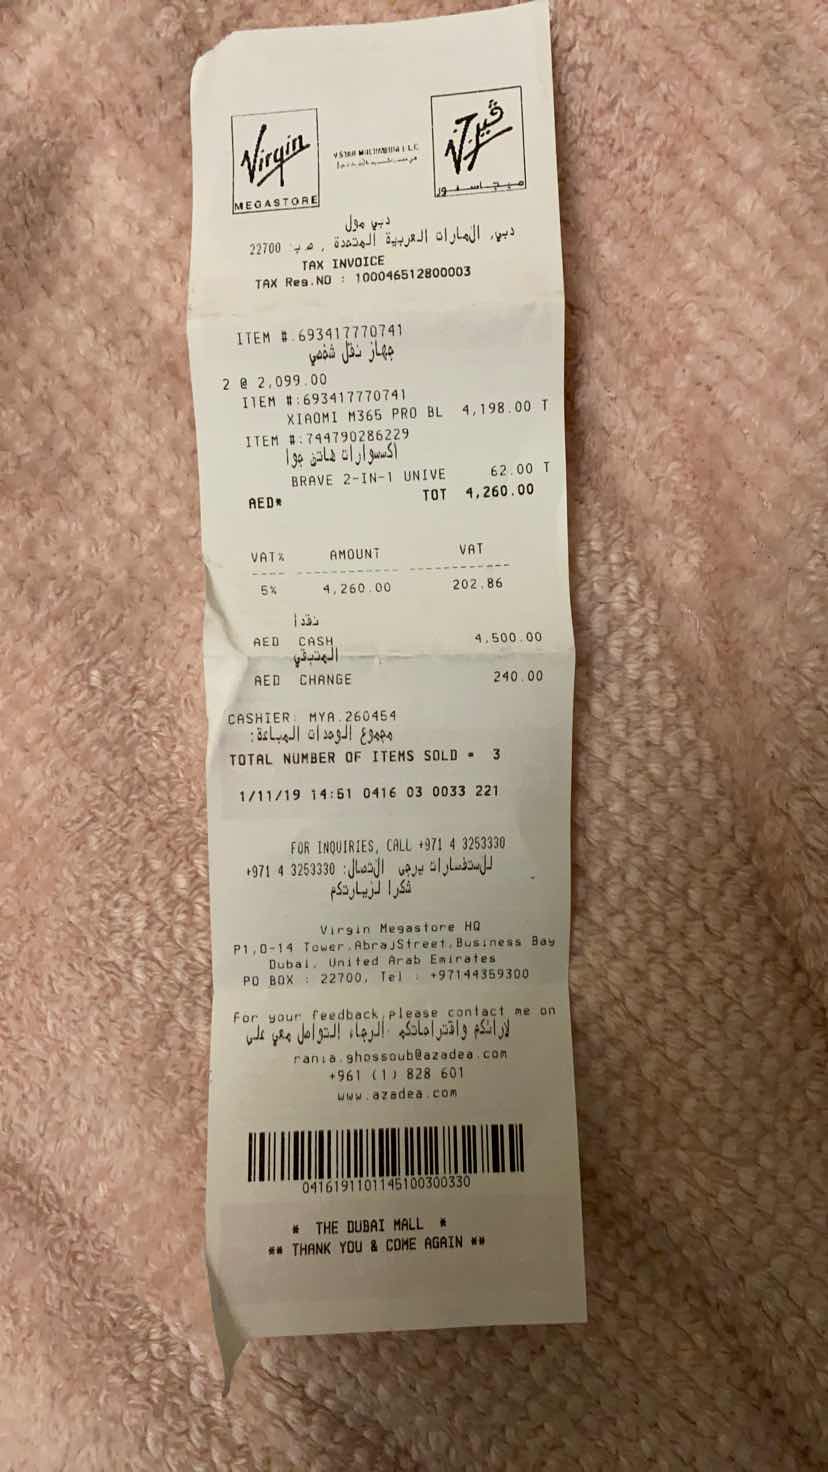 Virgin
MEGASTORE
ڤيرجن
ميجاستور
دبي مول
دبي, الامارات العربية المتحدة , ص ب: 22700
TAX INVOICE
TAX Reg.NO : 100046512800003
ITEM #:693417770741
جهاز نقل شخصي
2 @ 2,099.00
ITEM #:693417770741
XIAOMI M365 PRO BL 4,198.00 T
ITEM #:744790286229
اكسسوارات هاتف جوا
BRAVE 2-IN-1 UNIVE 62.00 T
AED* TOT 4,260.00
VAT% AMOUNT VAT
5% 4,260.00 202.86
نقدا
AED CASH 4,500.00
المتبقي
AED CHANGE 240.00
CASHIER: MYA.260454
مجموع الوحدات المباعة:
TOTAL NUMBER OF ITEMS SOLD = 3
1/11/19 14:51 0416 03 0033 221
FOR INQUIRIES, CALL +971 4 3253330
للاستفسارات يرجى الاتصال: 3253330 4 971+
شكرا لزيارتكم
Virgin Megastore HQ
P1,O-14 Tower,AbrajStreet,Business Bay
Dubai, United Arab Emirates
PO BOX : 22700, Tel : +97144359300
For your feedback,please contact me on
لارائكم واقتراحاتكم الرجاء التواصل معي على
rania.ghossoub@azadea.com
+961 (1) 828 601
www.azadea.com
0416191101145100300330
* THE DUBAI MALL *
** THANK YOU & COME AGAIN **